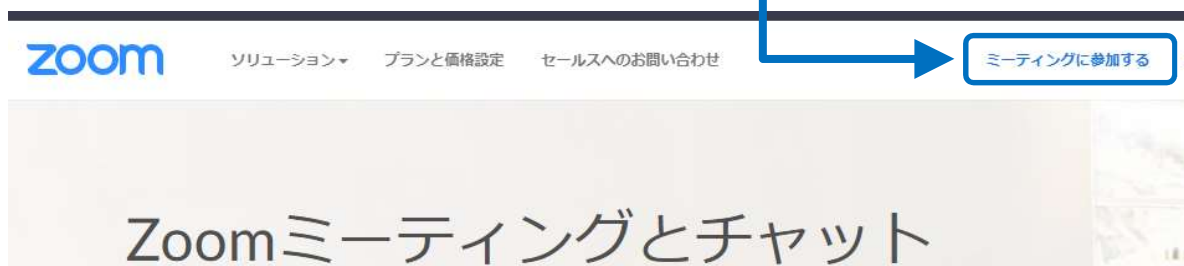 zoom ソリューション▾ プランと価格設定 セールスへのお問い合わせ ミーティングに参加する
Zoomミーティングとチャット